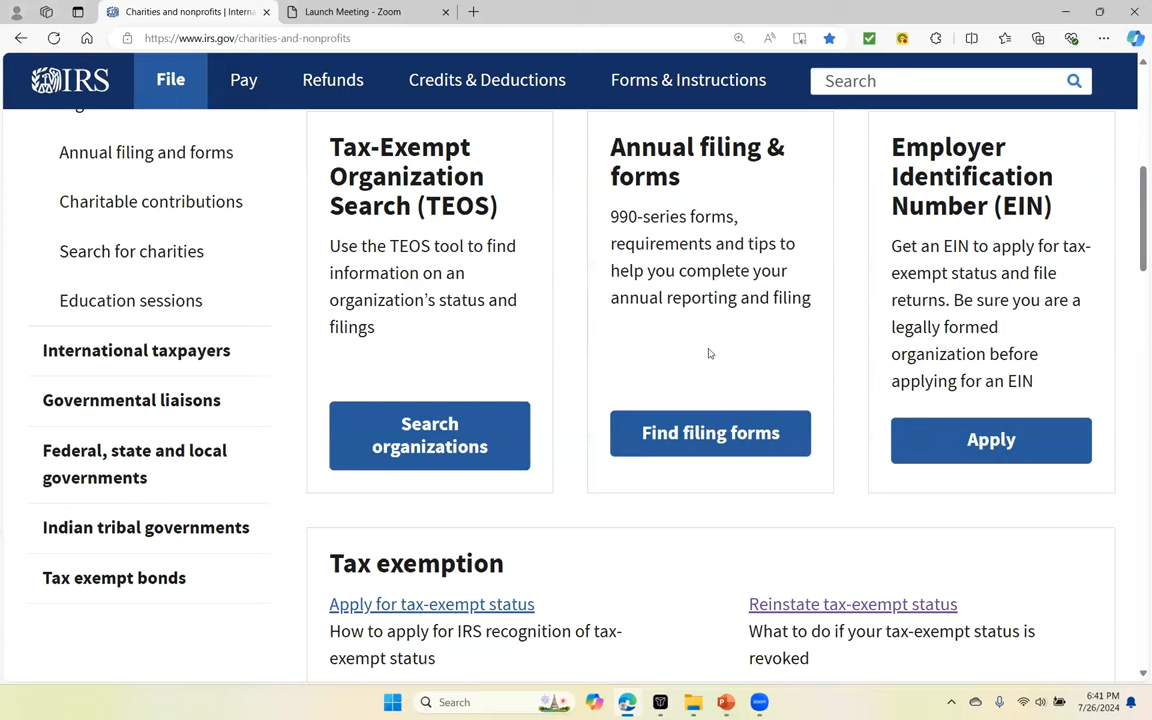 Charities and nonprofits | Interna
Launch Meeting - Zoom
https://www.irs.gov/charities-and-nonprofits
IRS
File
Pay
Refunds
Credits & Deductions
Forms & Instructions
Search
Annual filing and forms
Charitable contributions
Search for charities
Education sessions
International taxpayers
Governmental liaisons
Federal, state and local
governments
Indian tribal governments
Tax exempt bonds
Tax-Exempt
Organization
Search (TEOS)
Use the TEOS tool to find
information on an
organization's status and
filings
Search
organizations
Annual filing &
forms
990-series forms,
requirements and tips to
help you complete your
annual reporting and filing
Find filing forms
Employer
Identification
Number (EIN)
Get an EIN to apply for tax-
exempt status and file
returns. Be sure you are a
legally formed
organization before
applying for an EIN
Apply
Tax exemption
Apply for tax-exempt status
How to apply for IRS recognition of tax-
exempt status
Reinstate tax-exempt status
What to do if your tax-exempt status is
revoked
Search
6:41 PM
7/26/2024